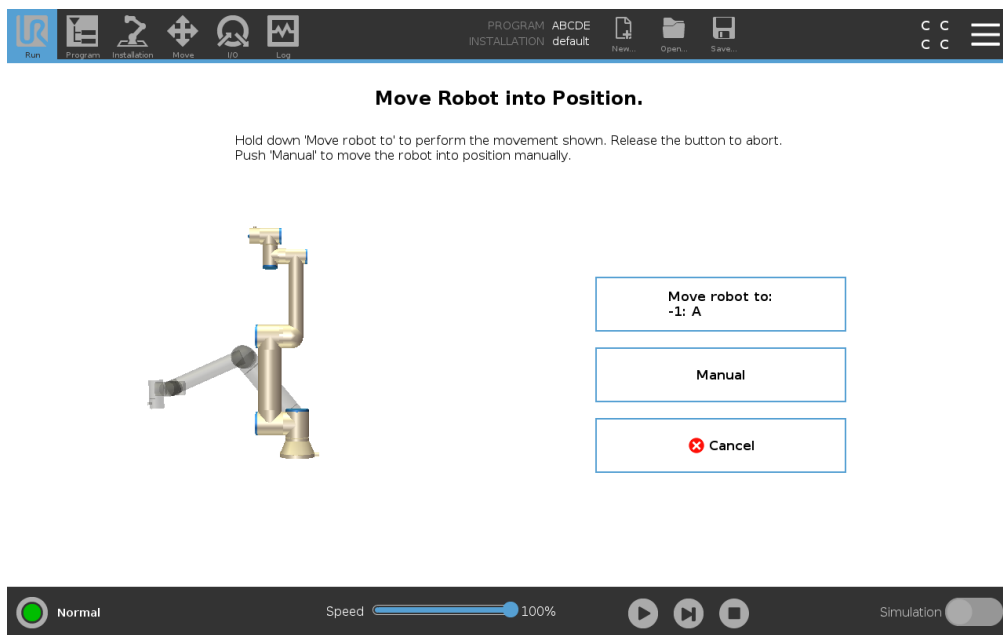 UR
PROGRAM ABCDE
INSTALLATION default
C C
C C
Run
Program
Installation
Move
I/O
Log
New...
Open...
Save...
Move Robot into Position.
Hold down 'Move robot to' to perform the movement shown. Release the button to abort.
Push 'Manual' to move the robot into position manually.
Move robot to:
-1: A
Manual
Cancel
Normal
Speed 100%
Simulation